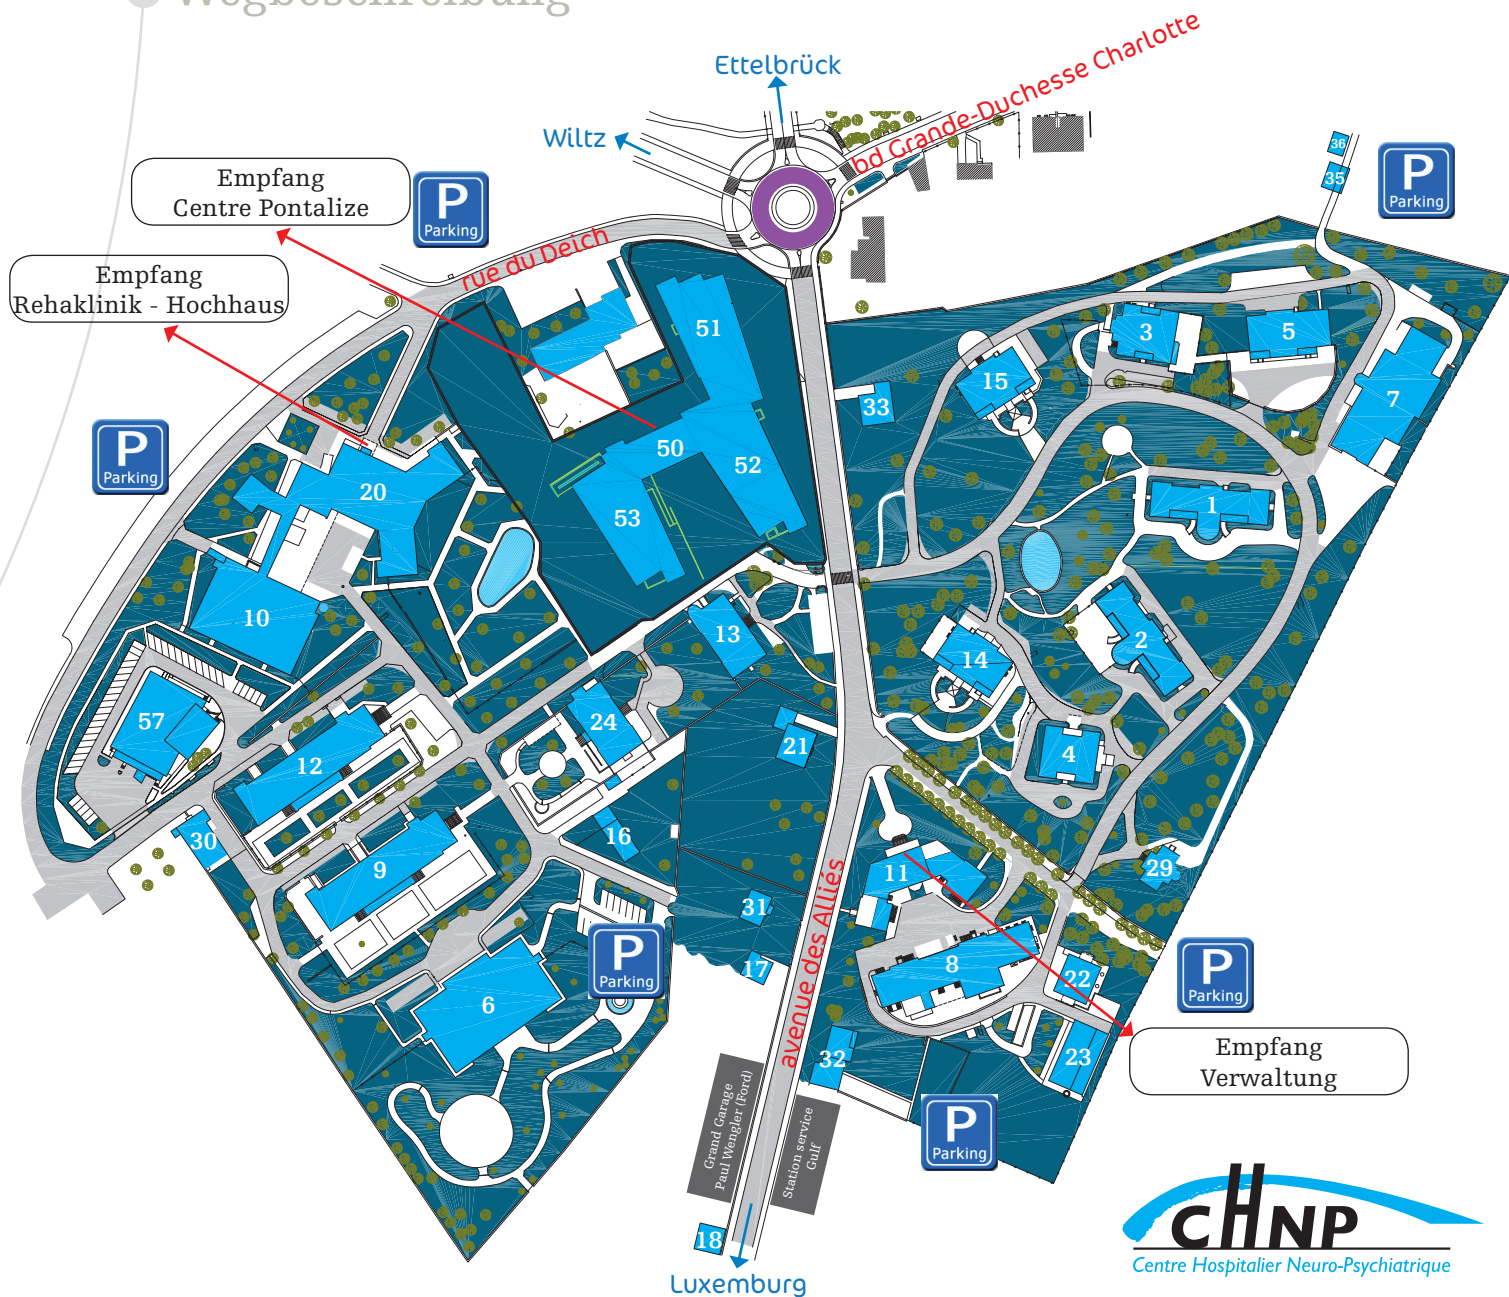 Wegbeschreibung
Ettelbrück
bd Grande-Duchesse Charlotte
Wiltz
Empfang
Centre Pontalize
P
Parking
P
Parking
36
35
Empfang
Rehaklinik - Hochhaus
rue du Deich
51
3
5
15
7
33
P
Parking
50
52
20
53
1
10
13
14
2
57
24
21
4
12
30
16
9
11
29
31
P
Parking
17
8
22
P
Parking
6
avenue des Alliés
32
23
Empfang
Verwaltung
Grand Garage
Paul Wengler (Ford)
Station service
Gulf
P
Parking
18
Luxemburg
CHNP
Centre Hospitalier Neuro-Psychiatrique